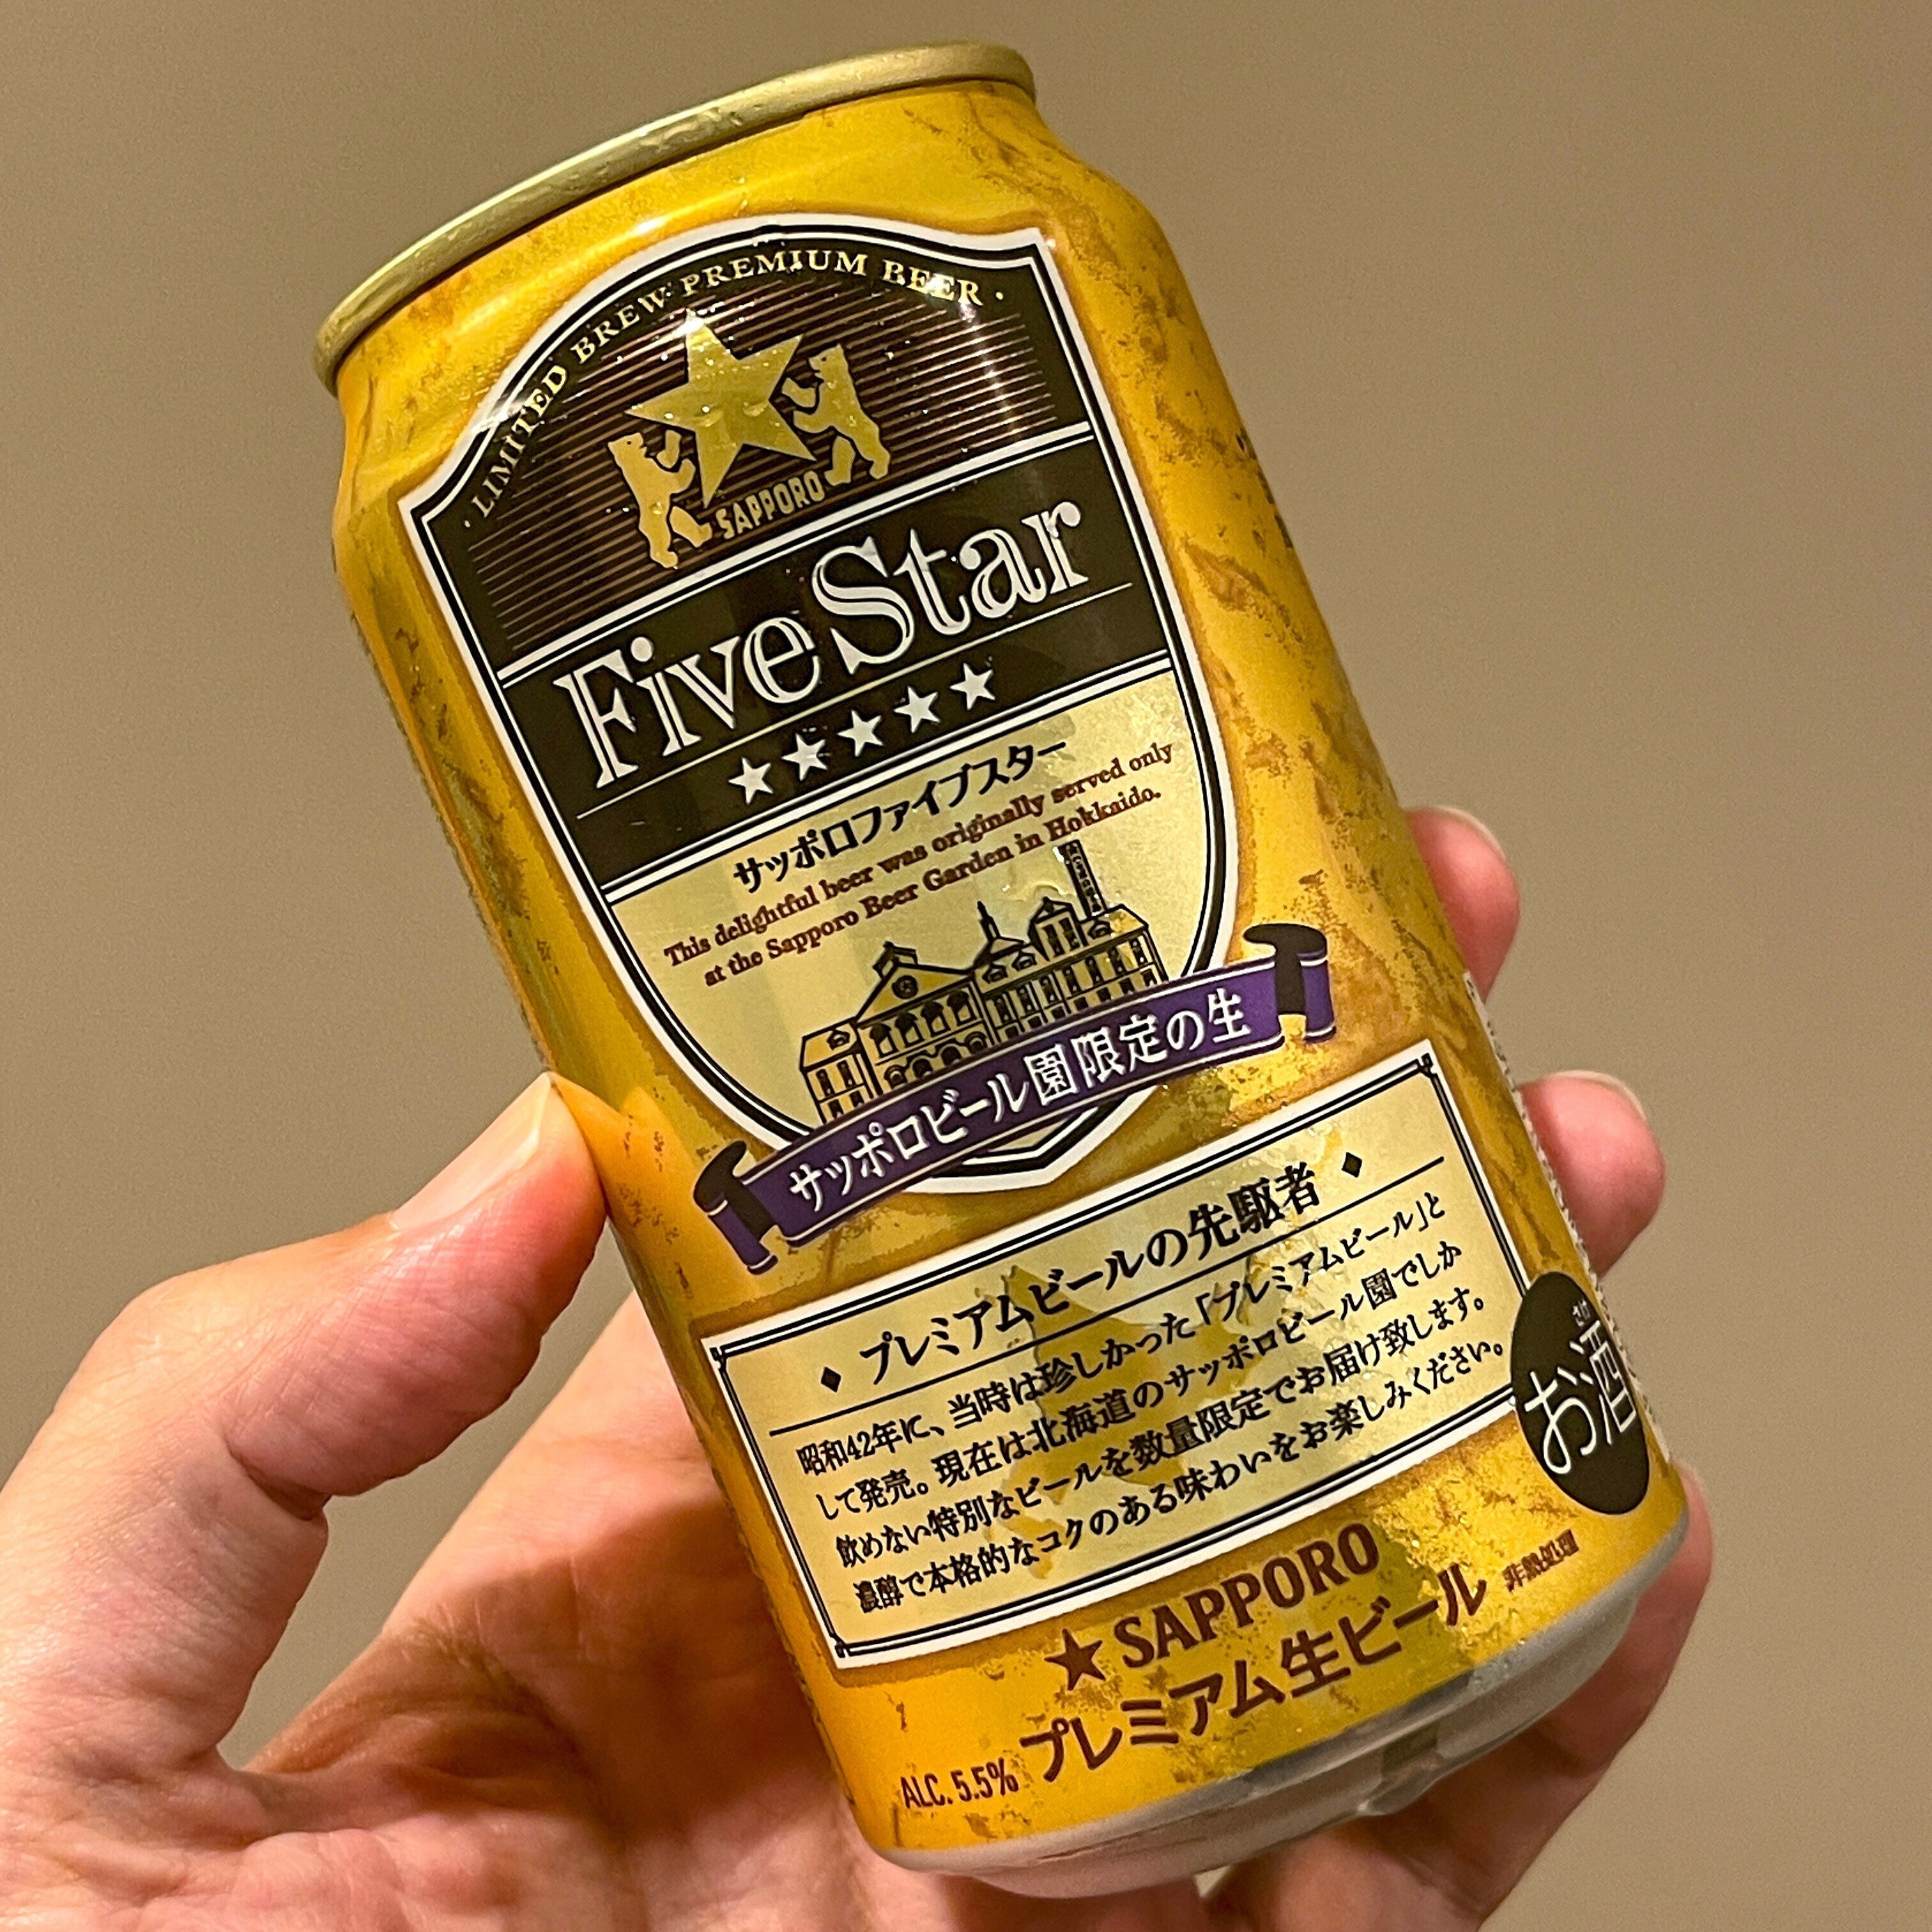 · LIMITED BREW PREMIUM BEER ·
SAPPORO
Five Star
★★★★★
サッポロファイブスター
This delightful beer was originally served only
at the Sapporo Beer Garden in Hokkaido.
サッポロビール園限定の生
◆ プレミアムビールの先駆者 ◆
昭和42年に、当時は珍しかった「プレミアムビール」と
して発売。現在は北海道のサッポロビール園でしか
飲めない特別なビールを数量限定でお届け致します。
濃醇で本格的なコクのある味わいをお楽しみください。
お酒
★SAPPORO
ALC. 5.5% プレミアム生ビール 非熱処理